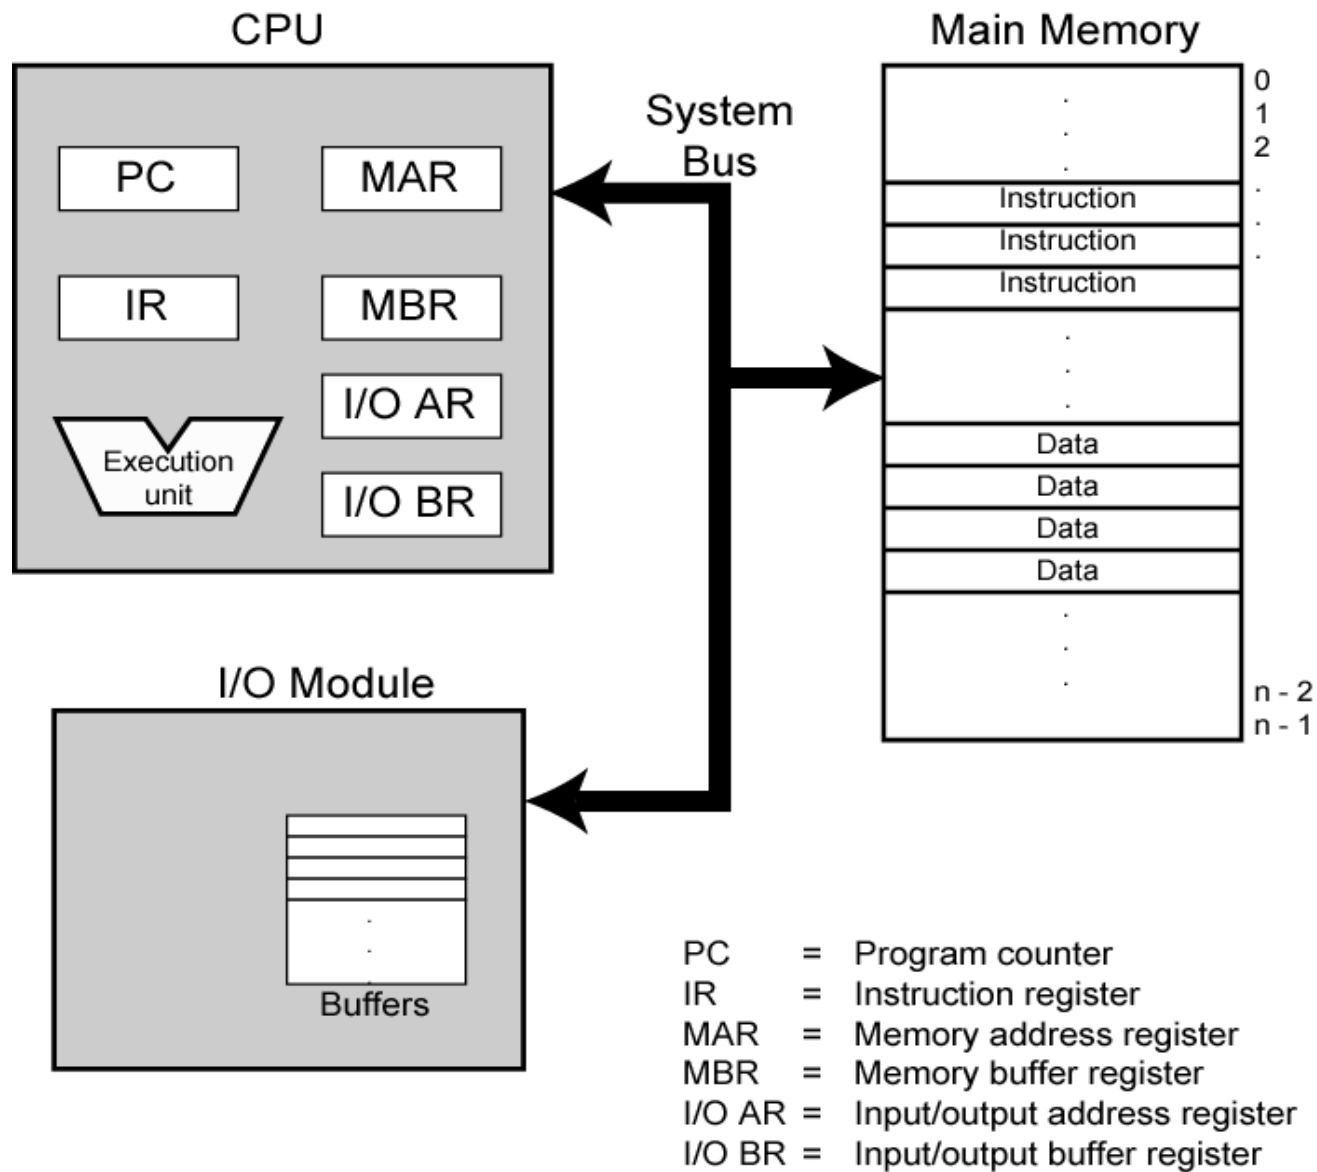 CPU
PC
MAR
IR
MBR
I/O AR
I/O BR
Execution
unit
System
Bus
Main Memory
0
1
2
.
.
.
.
.
.
Instruction
Instruction
Instruction
.
.
.
Data
Data
Data
Data
.
.
.
n - 2
n - 1
I/O Module
.
.
.
Buffers
PC = Program counter
IR = Instruction register
MAR = Memory address register
MBR = Memory buffer register
I/O AR = Input/output address register
I/O BR = Input/output buffer register